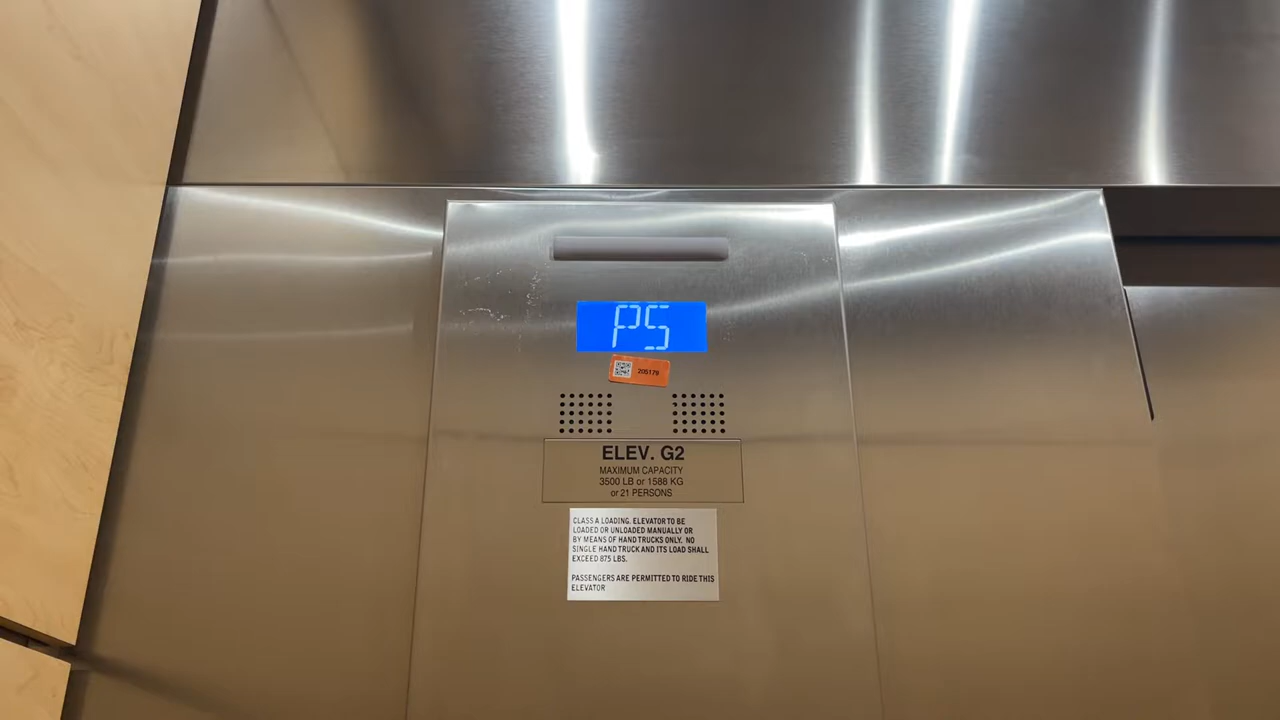 P5
205179
ELEV. G2
MAXIMUM CAPACITY
3500 LB or 1588 KG
or 21 PERSONS
CLASS A LOADING. ELEVATOR TO BE
LOADED OR UNLOADED MANUALLY OR
BY MEANS OF HAND TRUCKS ONLY. NO
SINGLE HAND TRUCK AND ITS LOAD SHALL
EXCEED 875 LBS.
PASSENGERS ARE PERMITTED TO RIDE THIS
ELEVATOR